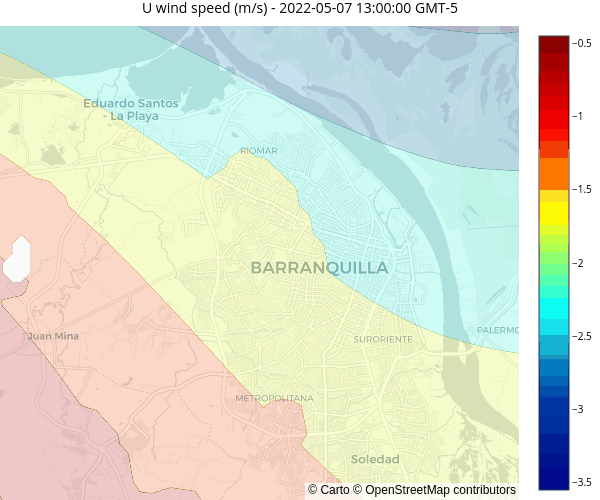 U wind speed (m/s) - 2022-05-07 13:00:00 GMT-5
−0.5
Eduardo Santos
- La Playa
−1
RIOMAR
−1.5
BARRANQUILLA
−2
Juan Mina
SURORIENTE
PALERMO
−2.5
METROPOLITANA
−3
Soledad
−3.5
© Carto © OpenStreetMap contributors